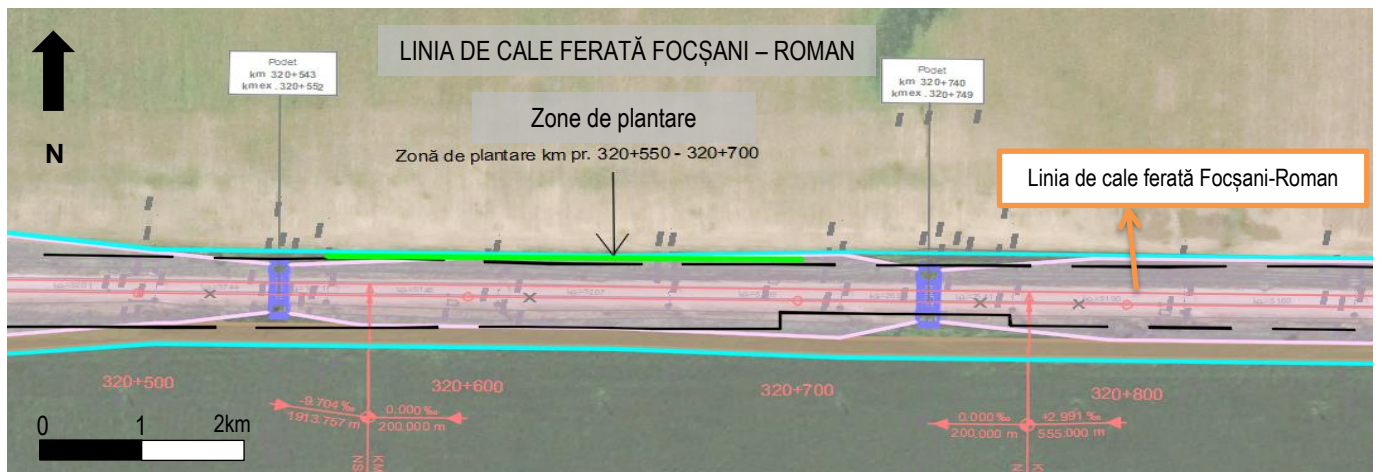 LINIA DE CALE FERATĂ FOCȘANI – ROMAN
Podet
km 320+543
kmex. 320+552
Podet
km 320+740
kmex. 320+749
Zone de plantare
Zonă de plantare km pr. 320+550 - 320+700
N
Linia de cale ferată Focșani-Roman
320+500
320+600
320+700
320+800
-9.704 ‰
0.000 ‰
1913.757 m
200.000 m
0.000 ‰
+2.991 ‰
200.000 m
555.000 m
0
1
2km
KM